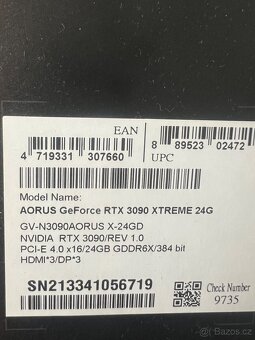 EAN
4 719331 307660
8 89523 02472
UPC
Model Name:
AORUS GeForce RTX 3090 XTREME 24G
GV-N3090AORUS X-24GD
NVIDIA RTX 3090/REV 1.0
PCI-E 4.0 x16/24GB GDDR6X/384 bit
HDMI*3/DP*3
SN213341056719
Check Number
9735
Bazoš.cz